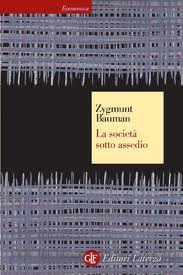 Economica
Zygmunt
Bauman
La società
sotto assedio
Editori Laterza